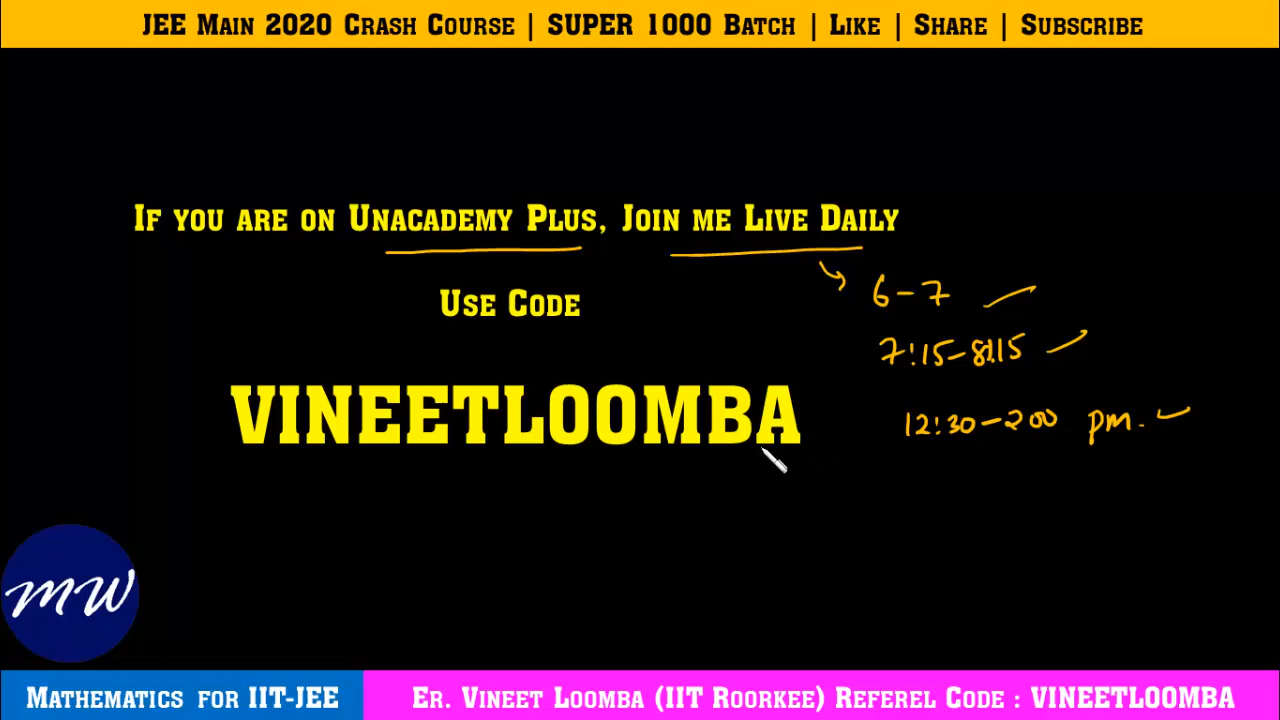 JEE Main 2020 Crash Course | SUPER 1000 Batch | Like | Share | Subscribe
If you are on Unacademy Plus, Join me Live Daily
6-7
Use Code
7:15-8:15
VINEETLOOMBA
12:30-200 pm.
MW
Mathematics for IIT-JEE
Er. Vineet Loomba (IIT Roorkee) Referel Code : VINEETLOOMBA